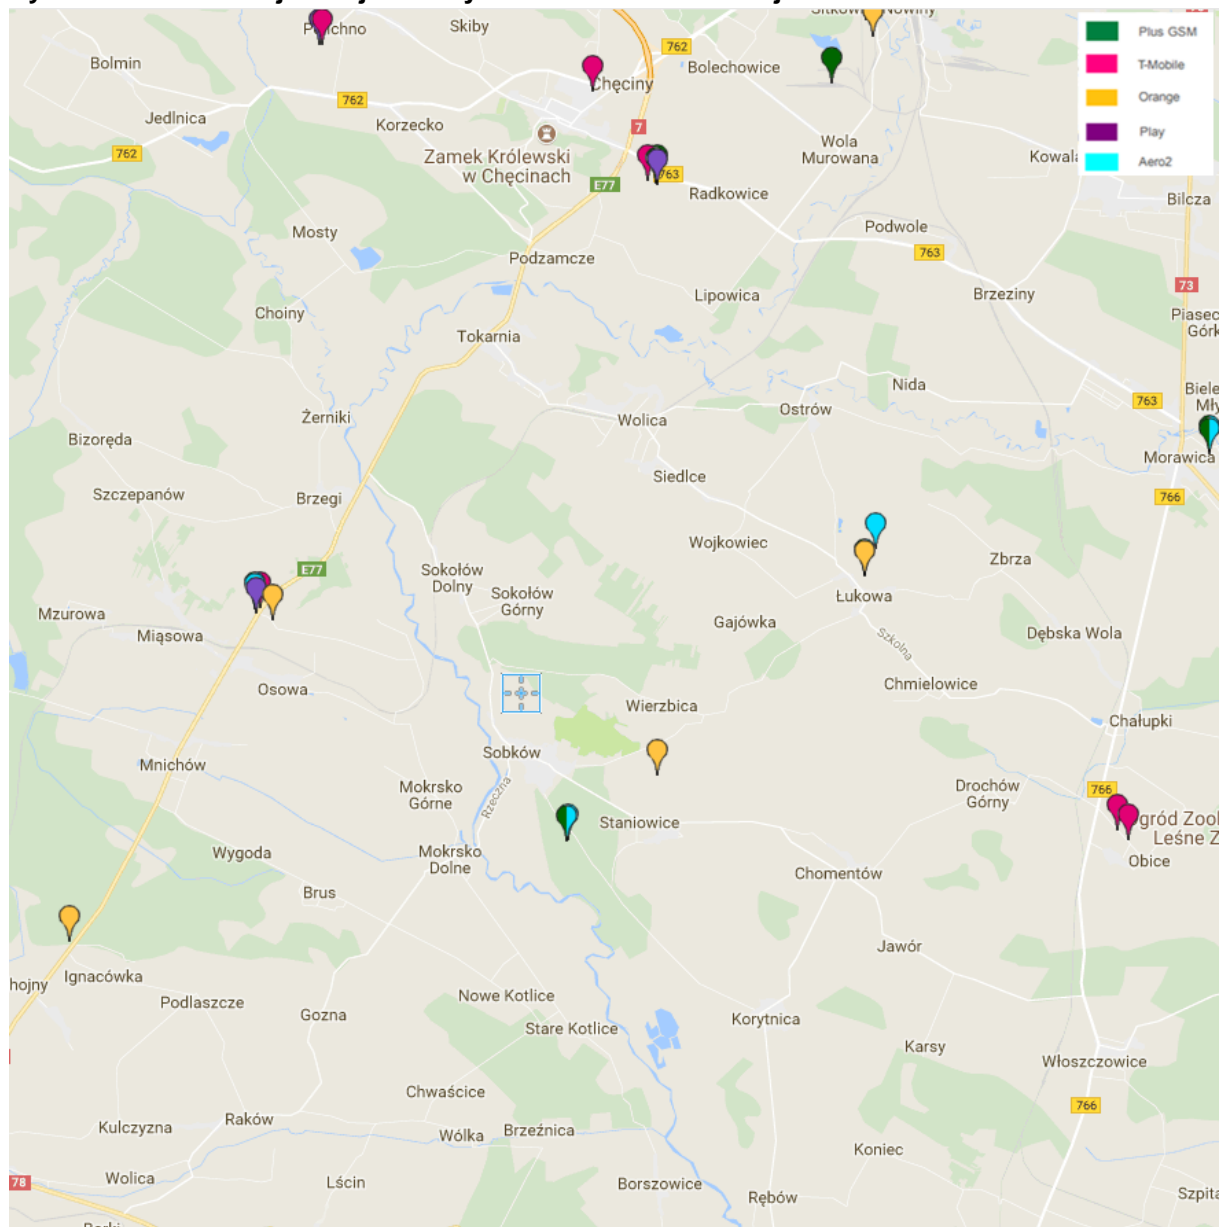 Skiby
Bolmin
762
Bolechowice
Chęciny
Plus GSM
T-Mobile
Orange
Play
Aero2
762
Jedlnica
Korzecko
7
Wola
Murowana
762
Zamek Królewski
w Chęcinach
E77
763
Radkowice
Bilcza
Mosty
Podwole
763
Podzamcze
Lipowica
Brzeziny
73
Choiny
Tokarnia
Nida
Żerniki
Wolica
Ostrów
763
Bizoręda
Siedlce
Morawica
Szczepanów
Brzegi
766
Wojkowiec
Zbrza
E77
Sokołów
Dolny
Sokołów
Górny
Łukowa
Mzurowa
Miąsowa
Gajówka
Szkolna
Dębska Wola
Osowa
Chmielowice
Wierzbica
Chałupki
Sobków
Mnichów
Mokrsko
Górne
Rzeczna
Drochów
Górny
766
Staniowice
gród Zool
Leśne Z
Wygoda
Mokrsko
Dolne
Obice
Brus
Chomentów
Jawór
Ignacówka
hojny
Podlaszcze
Gozna
Nowe Kotlice
Stare Kotlice
Korytnica
Karsy
Włoszczowice
Chwaścice
766
Kulczyzna
Raków
Wólka
Brzeźnica
Koniec
78
Wolica
Lścin
Borszowice
Rębów
Szpita